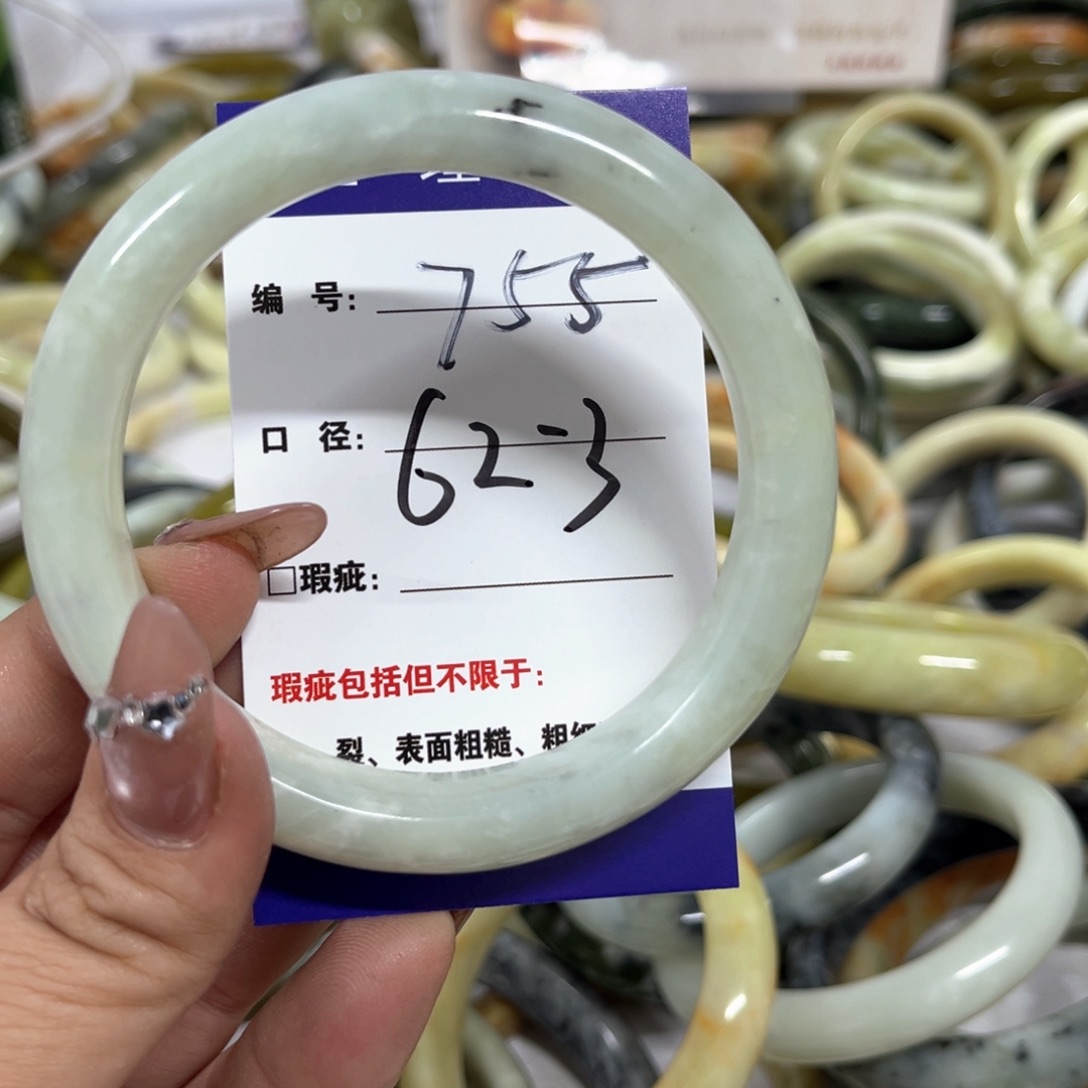 编 号: 755
口 径: 62-3
□瑕疵:
瑕疵包括但不限于:
裂、表面粗糙、粗细